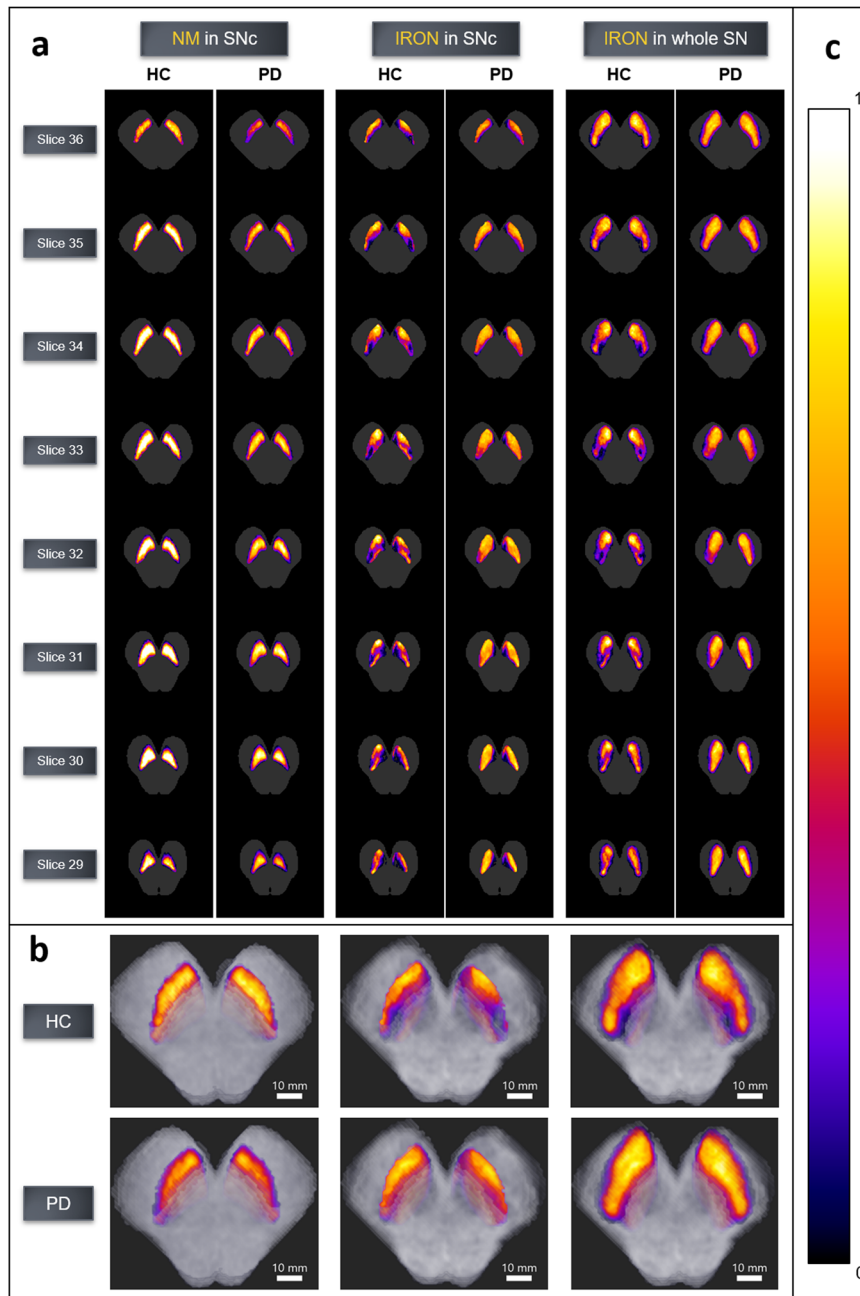 a
NM in SNc
IRON in SNc
IRON in whole SN
c
HC
PD
HC
PD
HC
PD
1
Slice 36
Slice 35
Slice 34
Slice 33
Slice 32
Slice 31
Slice 30
Slice 29
b
HC
10 mm
10 mm
10 mm
PD
10 mm
10 mm
10 mm
0